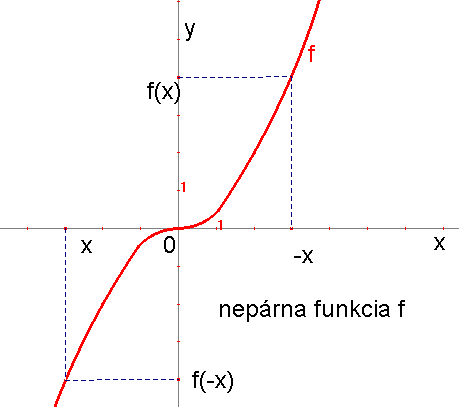 y
f
f(x)
1
1
x
0
-x
x
nepárna funkcia f
f(-x)